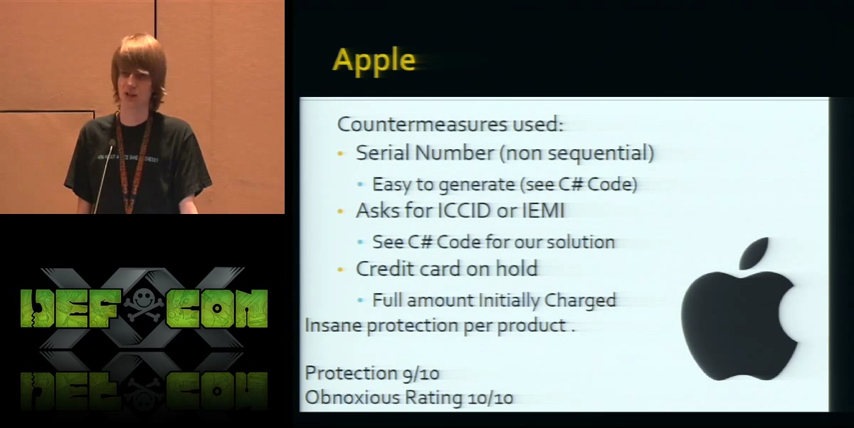 Apple
Countermeasures used:
• Serial Number (non sequential)
• Easy to generate (see C# Code)
• Asks for ICCID or IEMI
• See C# Code for our solution
• Credit card on hold
• Full amount Initially Charged
Insane protection per product .
Protection 9/10
Obnoxious Rating 10/10
DEF CON
XX